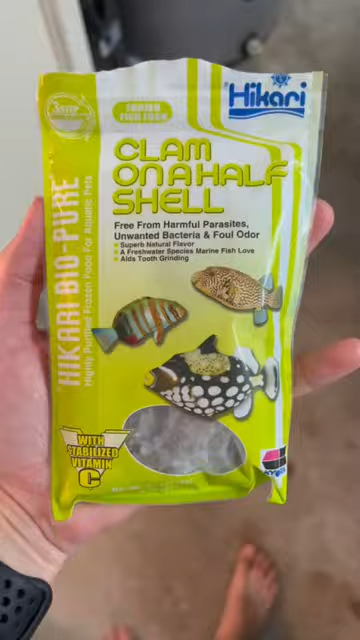 Hikari
FROZEN
FISH FOOD
CLAM
ON A HALF
SHELL
Free From Harmful Parasites,
Unwanted Bacteria & Foul Odor
Superb Natural Flavor
A Freshwater Species Marine Fish Love
Aids Tooth Grinding
HIKARI BIO-PURE
Highly Purified Frozen Food For Aquatic Pets
WITH
STABILIZED
VITAMIN
C